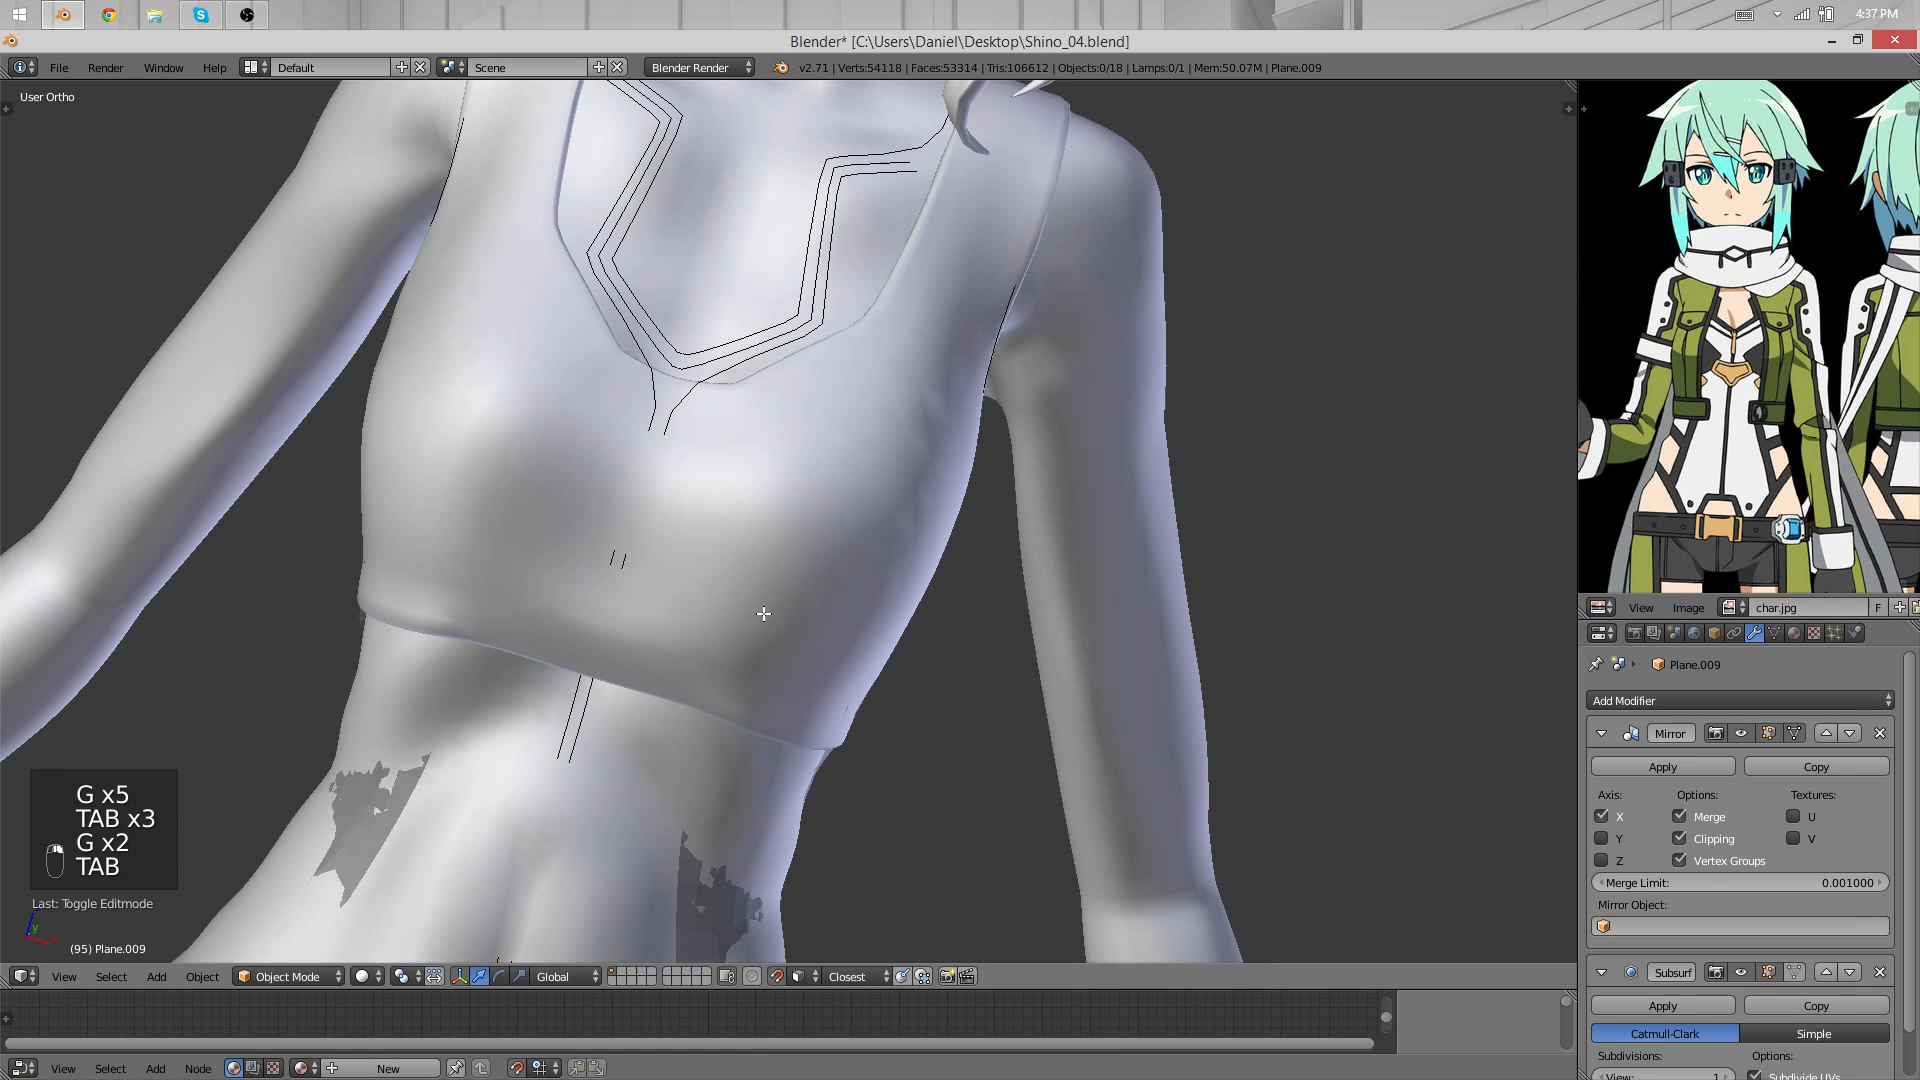 4:37 PM
Blender* [C:\Users\Daniel\Desktop\Shino_04.blend]
File Render Window Help Default Scene Blender Render v2.71 | Verts:54118 | Faces:53314 | Tris:106612 | Objects:0/18 | Lamps:0/1 | Mem:50.07M | Plane.009
User Ortho
View Image char.jpg F
Plane.009
Add Modifier
Mirror
Apply Copy
Axis: Options: Textures:
X Merge U
Y Clipping V
Z Vertex Groups
Merge Limit: 0.001000
Mirror Object:
Subsurf
Apply Copy
Catmull-Clark Simple
Subdivisions: Options:
View: 1 Subdivide UVs
G x5
TAB x3
G x2
TAB
Last: Toggle Editmode
y
x
(95) Plane.009
View Select Add Object Object Mode Global Closest
View Select Add Node New